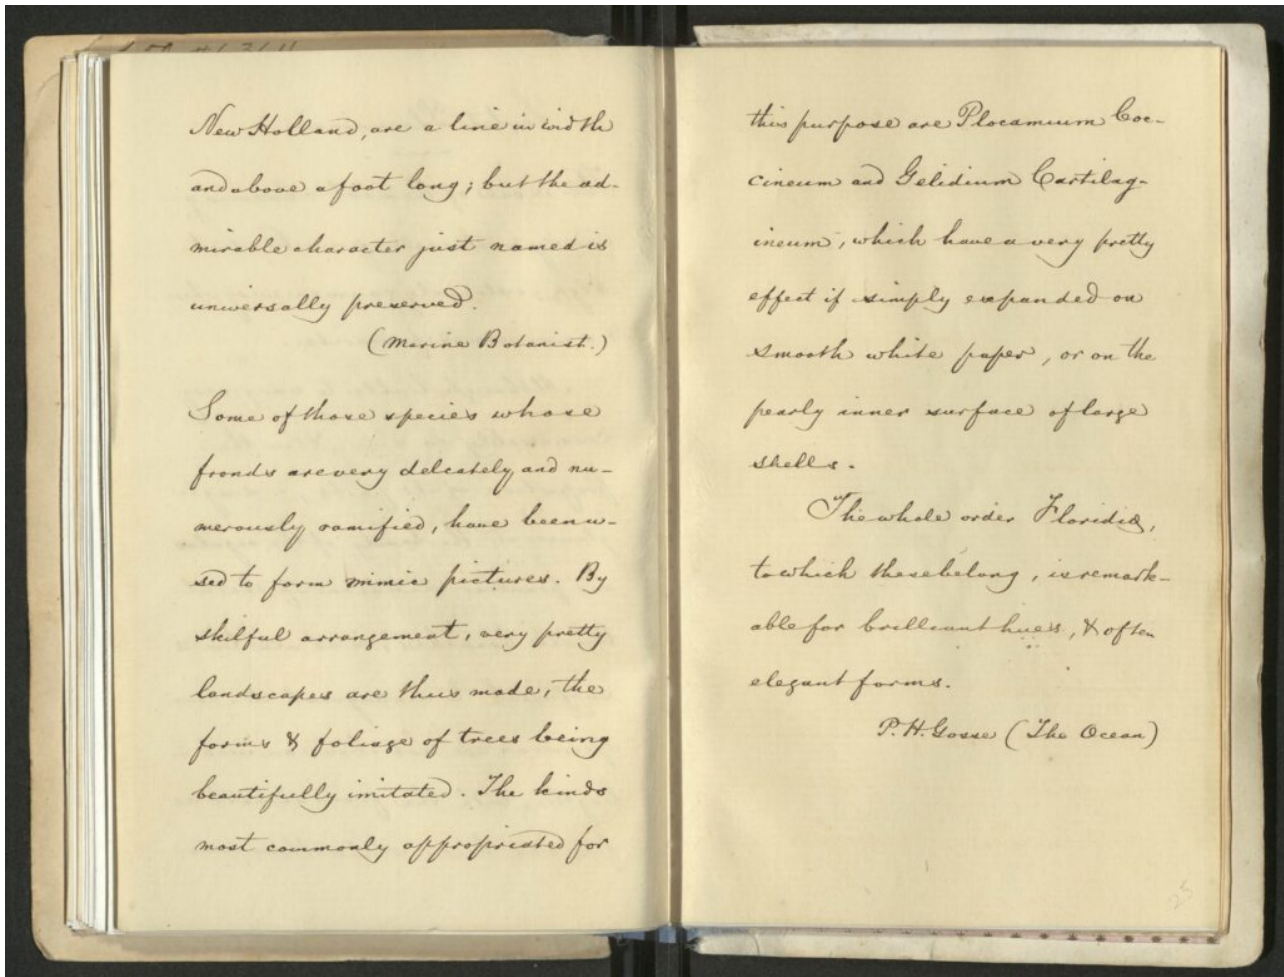 New Holland, are a line in width
and above a foot long; but the ad-
mirable character just named is
universally preserved.
(Marine Botanist.)
Some of those species whose
fronds are very delicately and nu-
merously ramified, have been u-
sed to form mimic pictures. By
skilful arrangement, very pretty
landscapes are thus made, the
forms & foliage of trees being
beautifully imitated. The kinds
most commonly appropriated for
this purpose are Plocamium Coc-
cineum and Gelidium Cartilag-
ineum, which have a very pretty
effect if simply expanded on
smooth white paper, or on the
pearly inner surface of large
shells.
The whole order Floridiæ,
to which these belong, is remark-
able for brilliant hues, & often
elegant forms.
P. H. Gosse (The Ocean)
25